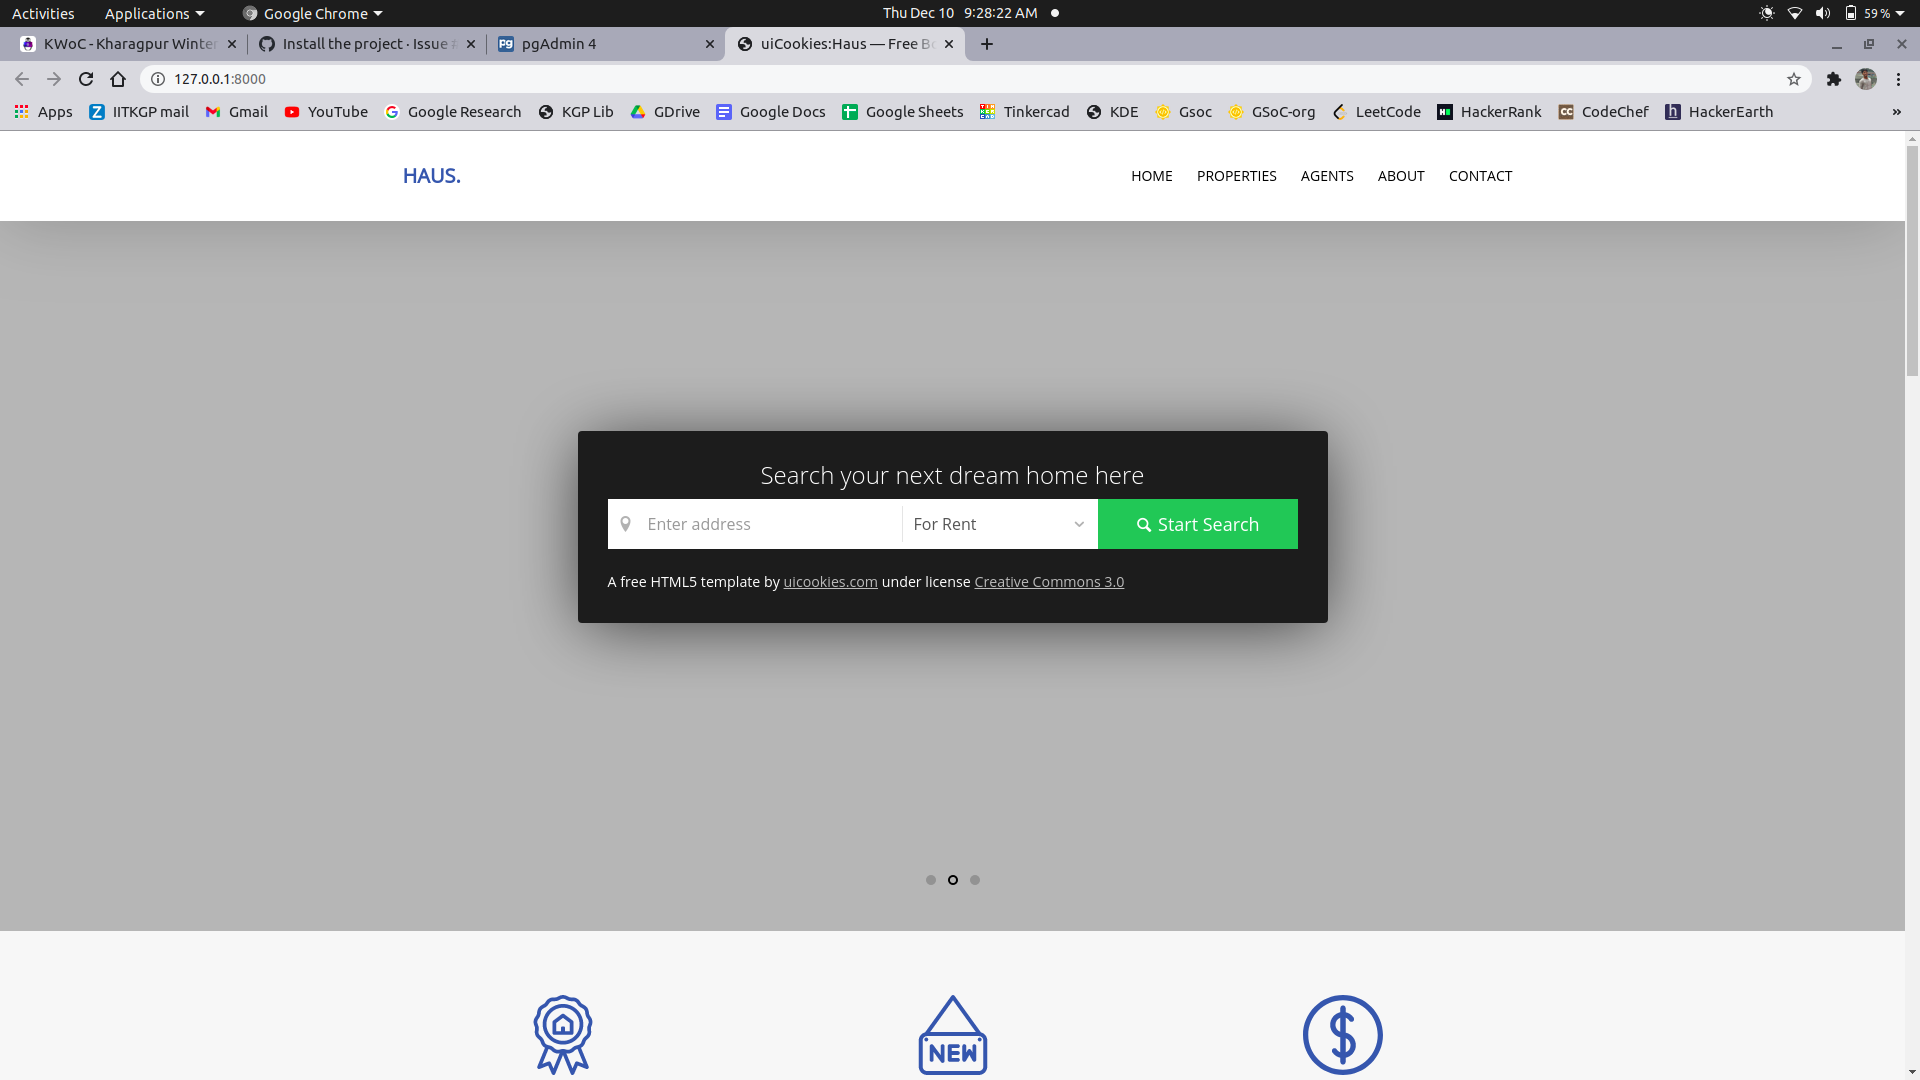 Activities Applications Google Chrome Thu Dec 10 9:28:22 AM 59 %
KWoC - Kharagpur Winter Install the project · Issue pgAdmin 4 uiCookies:Haus — Free
127.0.0.1:8000
Apps IITKGP mail Gmail YouTube Google Research KGP Lib GDrive Google Docs Google Sheets Tinkercad KDE Gsoc GSoC-org LeetCode HackerRank CodeChef HackerEarth »
HAUS. HOME PROPERTIES AGENTS ABOUT CONTACT
Search your next dream home here
Enter address For Rent Start Search
A free HTML5 template by uicookies.com under license Creative Commons 3.0
NEW